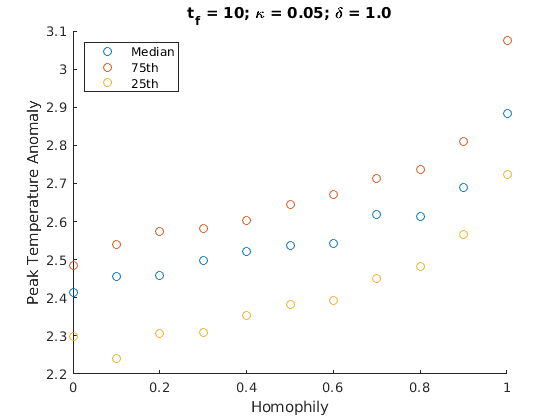 t_f = 10; κ = 0.05; δ = 1.0
3.1
3
2.9
2.8
2.7
2.6
2.5
2.4
2.3
2.2
Peak Temperature Anomaly
Median
75th
25th
0
0.2
0.4
0.6
0.8
1
Homophily